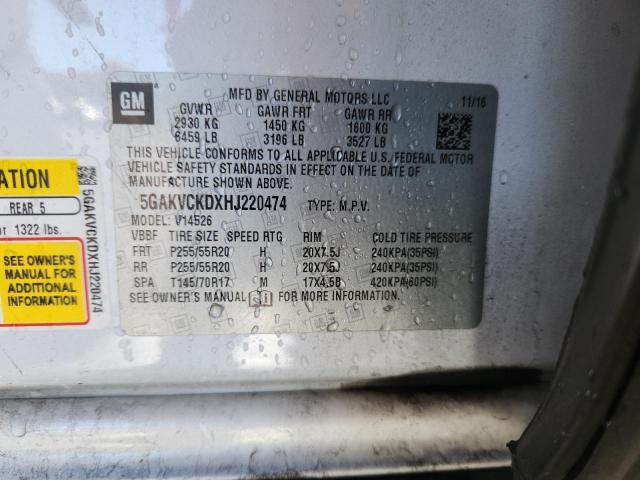 GM
MFD BY GENERAL MOTORS LLC 11/16
GVWR GAWR FRT GAWR RR
2930 KG 1450 KG 1600 KG
6459 LB 3196 LB 3527 LB
THIS VEHICLE CONFORMS TO ALL APPLICABLE U.S. FEDERAL MOTOR
VEHICLE SAFETY STANDARDS IN EFFECT ON THE DATE OF
MANUFACTURE SHOWN ABOVE.
5GAKVCKDXHJ220474 TYPE: M.P.V.
MODEL: V14526
VBBF TIRE SIZE SPEED RTG RIM COLD TIRE PRESSURE
FRT P255/55R20 H 20X7.5J 240KPA(35PSI)
RR P255/55R20 H 20X7.5J 240KPA(35PSI)
SPA T145/70R17 M 17X4.5B 420KPA(60PSI)
SEE OWNER'S MANUAL FOR MORE INFORMATION.
ATION
REAR 5
or 1322 lbs.
SEE OWNER'S
MANUAL FOR
ADDITIONAL
INFORMATION
5GAKVCKDXHJ220474